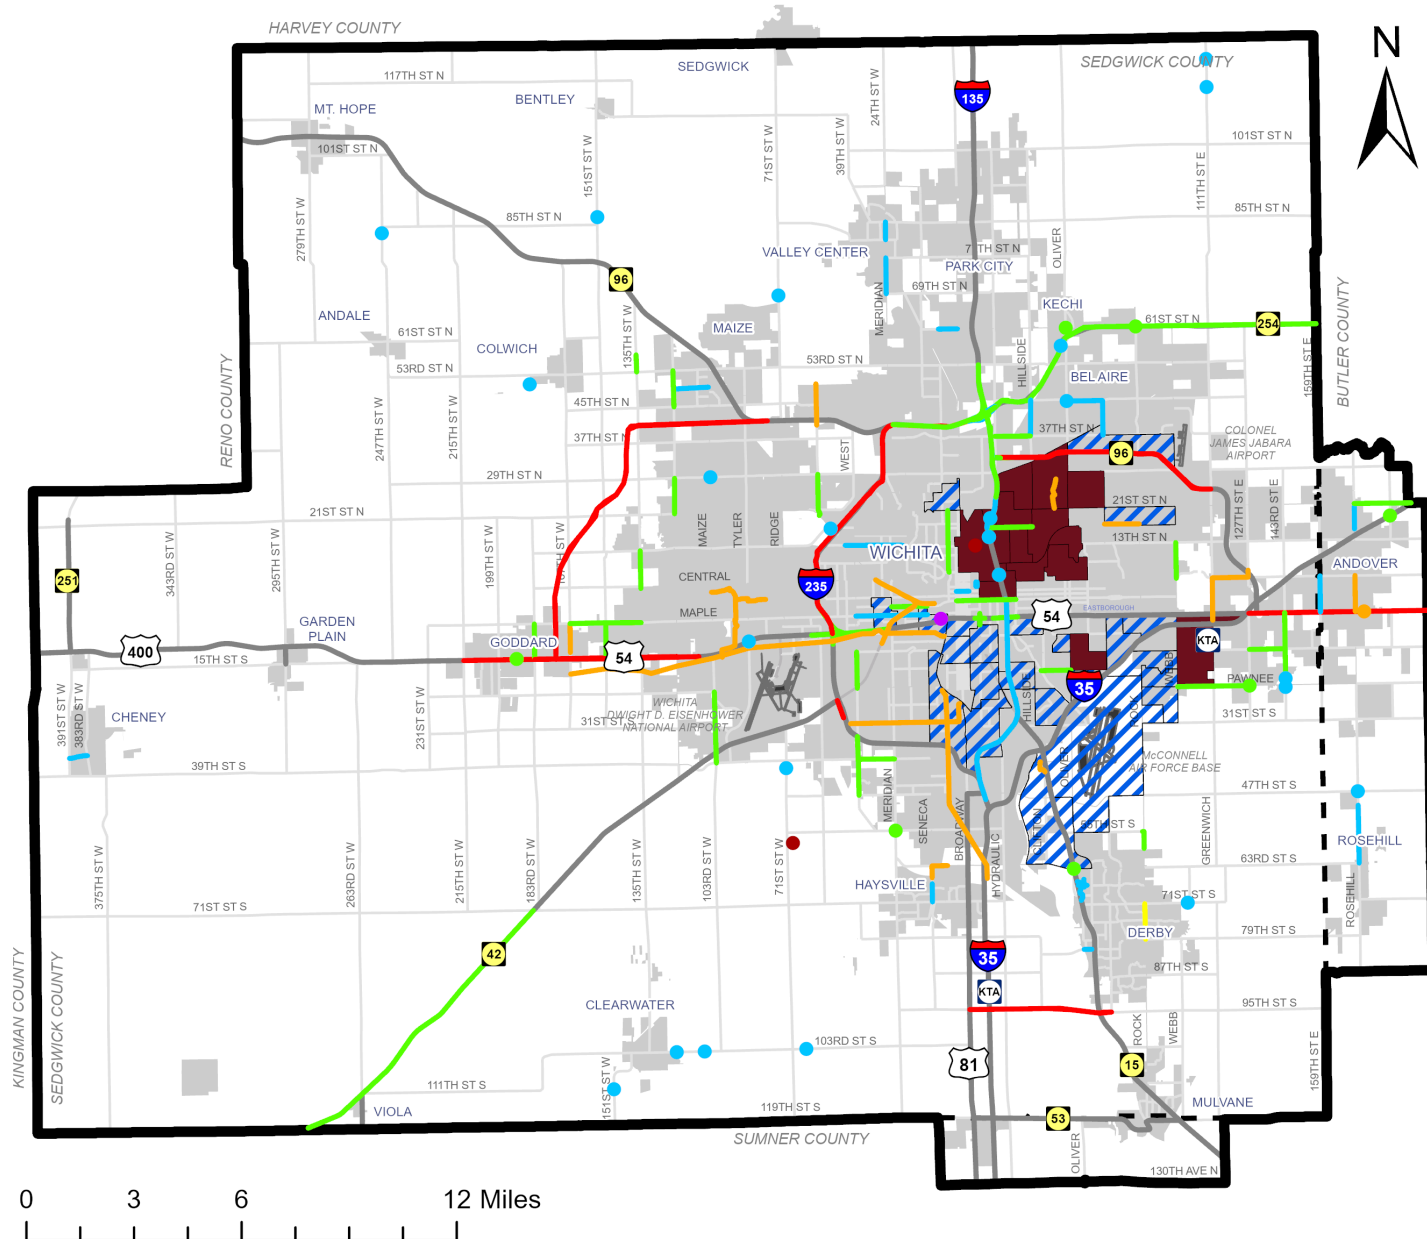 HARVEY COUNTY
SEDGWICK
SEDGWICK COUNTY
N
117TH ST N
BENTLEY
24TH ST W
135
MT. HOPE
101ST ST N
151ST ST W
71ST ST W
39TH ST W
101ST ST N
111TH ST E
279TH ST W
85TH ST N
85TH ST N
VALLEY CENTER
OLIVER
PARK CITY
96
69TH ST N
MERIDIAN
KECHI
BUTLER COUNTY
ANDALE
61ST ST N
135TH ST W
MAIZE
61ST ST N
254
COLWICH
53RD ST N
53RD ST N
HILLSIDE
BEL AIRE
159TH ST E
RENO COUNTY
247TH ST W
215TH ST W
45TH ST N
37TH ST N
37TH ST N
COLONEL
JAMES JABARA
AIRPORT
WEST
96
29TH ST N
21ST ST N
21ST ST N
127TH ST E
143RD ST E
MAIZE
TYLER
RIDGE
13TH ST N
343RD ST W
295TH ST W
199TH ST W
WICHITA
ANDOVER
251
CENTRAL
235
MAPLE
EASTBOROUGH
GARDEN
PLAIN
54
400
GODDARD
54
KTA
15TH ST S
WEBB
PAWNEE
35
391ST ST W
383RD ST W
CHENEY
231ST ST W
31ST ST S
WICHITA
DWIGHT D. EISENHOWER
NATIONAL AIRPORT
HILLSIDE
ROCK
31ST ST S
39TH ST S
OLIVER
McCONNELL
AIR FORCE BASE
47TH ST S
MERIDIAN
SENECA
BROADWAY
CLIFTON
55TH ST S
GREENWICH
ROSEHILL
375TH ST W
263RD ST W
215TH ST W
183RD ST W
135TH ST W
103RD ST W
71ST ST W
HYDRAULIC
63RD ST S
HAYSVILLE
71ST ST S
71ST ST S
ROSEHILL
DERBY
79TH ST S
42
35
87TH ST S
KINGMAN COUNTY
SEDGWICK COUNTY
KTA
CLEARWATER
95TH ST S
ROCK
WEBB
103RD ST S
159TH ST E
81
15
111TH ST S
151ST ST W
VIOLA
119TH ST S
MULVANE
53
SUMNER COUNTY
OLIVER
130TH AVE N
0 3 6 12 Miles